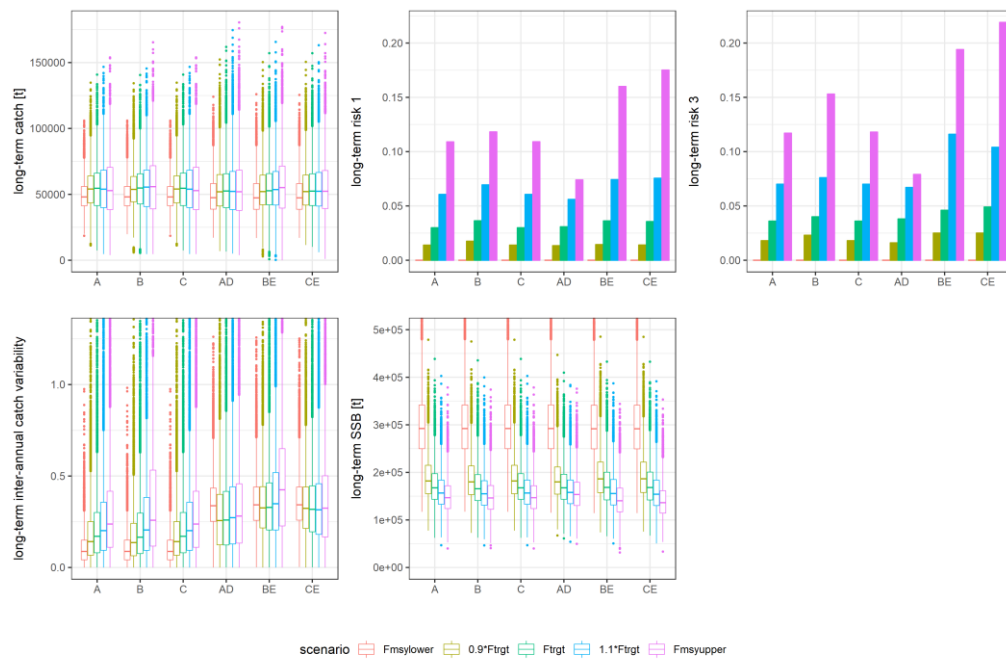 long-term catch [t]
150000
100000
50000
0
A B C AD BE CE
long-term risk 1
0.20
0.15
0.10
0.05
0.00
A B C AD BE CE
long-term risk 3
0.20
0.15
0.10
0.05
0.00
A B C AD BE CE
long-term inter-annual catch variability
1.0
0.5
0.0
A B C AD BE CE
long-term SSB [t]
5e+05
4e+05
3e+05
2e+05
1e+05
0e+00
A B C AD BE CE
scenario Fmsylower 0.9*Ftrgt Ftrgt 1.1*Ftrgt Fmsyupper